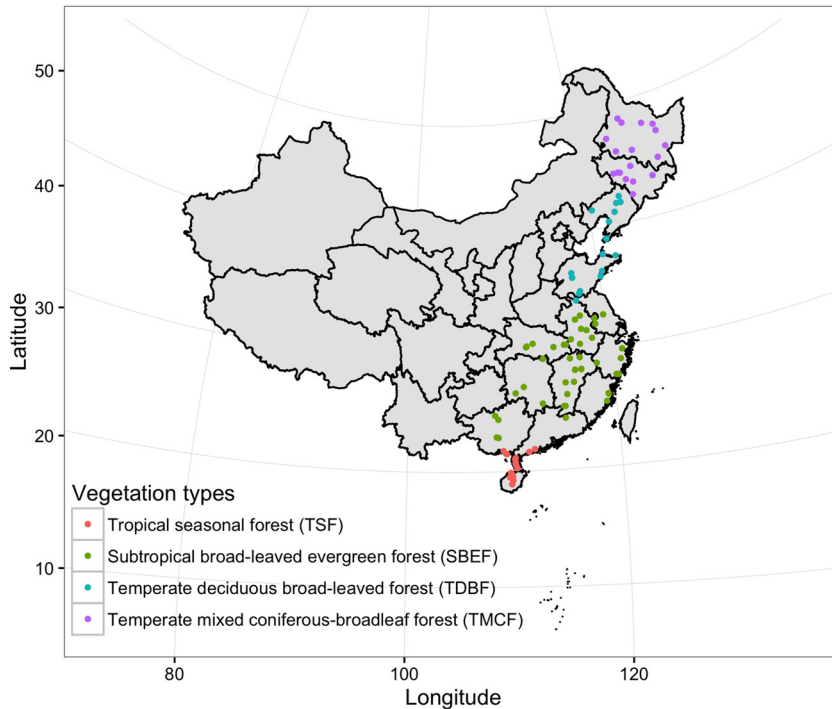 50
40
30
20
10
Latitude
Vegetation types
Tropical seasonal forest (TSF)
Subtropical broad-leaved evergreen forest (SBEF)
Temperate deciduous broad-leaved forest (TDBF)
Temperate mixed coniferous-broadleaf forest (TMCF)
80
100
120
Longitude